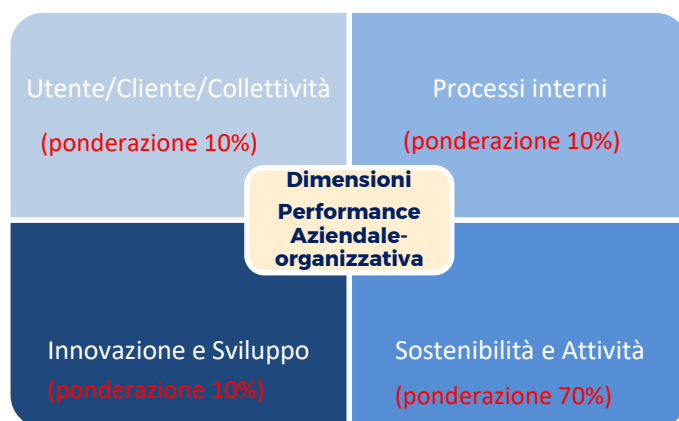 Utente/Cliente/Collettività
(ponderazione 10%)
Processi interni
(ponderazione 10%)
Dimensioni
Performance
Aziendale-
organizzativa
Innovazione e Sviluppo
(ponderazione 10%)
Sostenibilità e Attività
(ponderazione 70%)